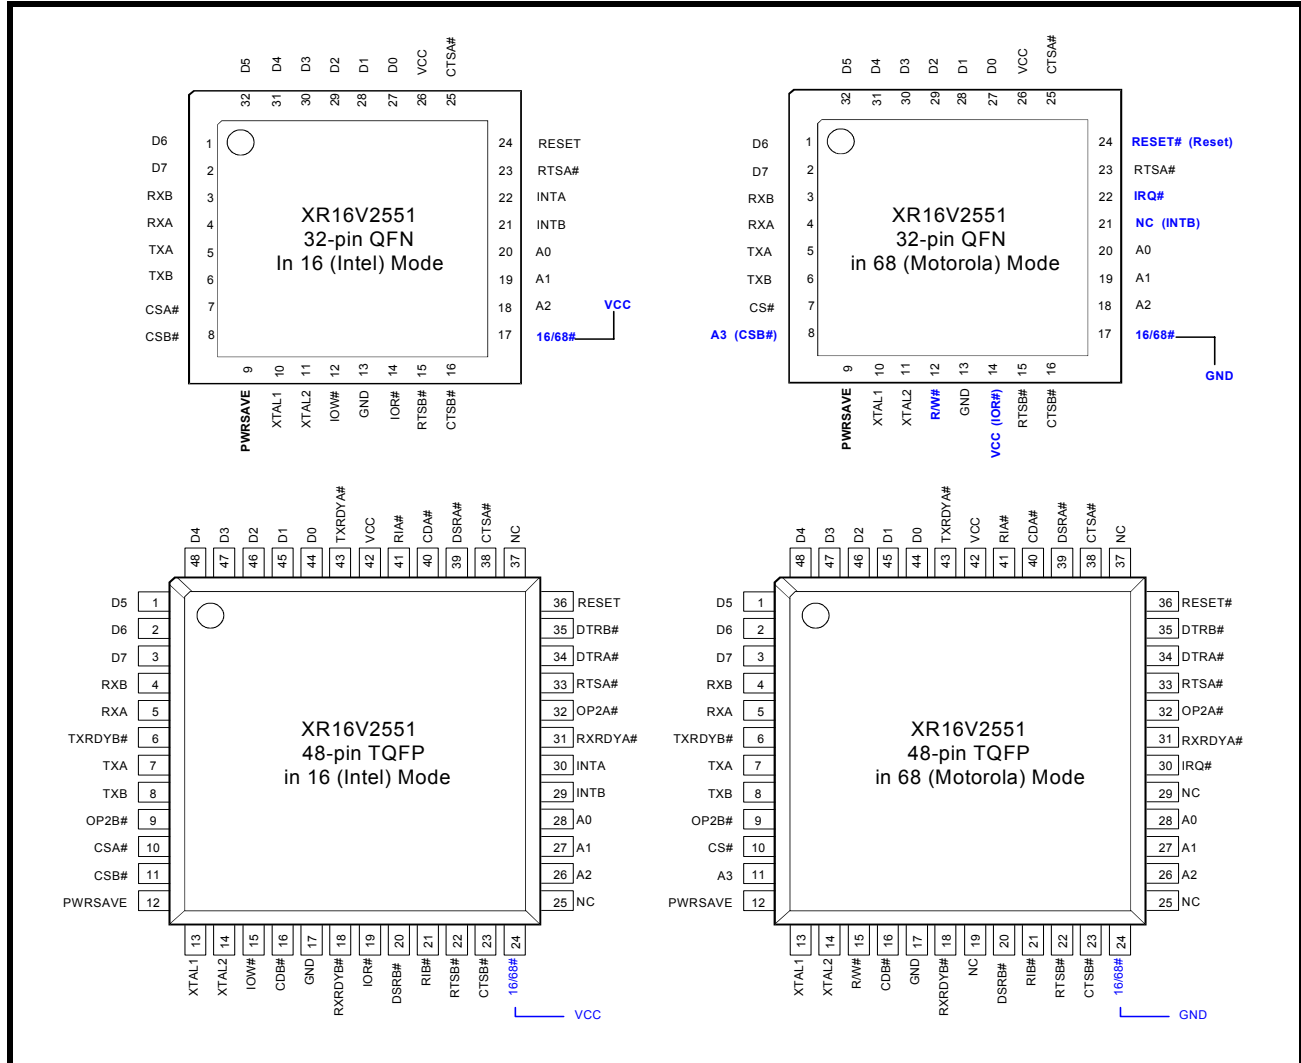 D5 D4 D3 D2 D1 D0 VCC CTSA#
32 31 30 29 28 27 26 25
D6 1
D7 2
RXB 3
RXA 4
TXA 5
TXB 6
CSA# 7
CSB# 8
XR16V2551
32-pin QFN
In 16 (Intel) Mode
24 RESET
23 RTSA#
22 INTA
21 INTB
20 A0
19 A1
18 A2 VCC
17 16/68#
9 10 11 12 13 14 15 16
PWRSAVE XTAL1 XTAL2 IOW# GND IOR# RTSB# CTSB#
D5 D4 D3 D2 D1 D0 VCC CTSA#
32 31 30 29 28 27 26 25
D6 1
D7 2
RXB 3
RXA 4
TXA 5
TXB 6
CS# 7
A3 (CSB#) 8
XR16V2551
32-pin QFN
in 68 (Motorola) Mode
24 RESET# (Reset)
23 RTSA#
22 IRQ#
21 NC (INTB)
20 A0
19 A1
18 A2
17 16/68#
GND
9 10 11 12 13 14 15 16
PWRSAVE XTAL1 XTAL2 R/W# GND VCC (IOR#) RTSB# CTSB#
D4 D3 D2 D1 D0 TXRDYA# VCC RIA# CDA# DSRA# CTSA# NC
48 47 46 45 44 43 42 41 40 39 38 37
D5 1
D6 2
D7 3
RXB 4
RXA 5
TXRDYB# 6
TXA 7
TXB 8
OP2B# 9
CSA# 10
CSB# 11
PWRSAVE 12
XR16V2551
48-pin TQFP
in 16 (Intel) Mode
36 RESET
35 DTRB#
34 DTRA#
33 RTSA#
32 OP2A#
31 RXRDYA#
30 INTA
29 INTB
28 A0
27 A1
26 A2
25 NC
13 14 15 16 17 18 19 20 21 22 23 24
XTAL1 XTAL2 IOW# CDB# GND RXRDYB# IOR# DSRB# RIB# RTSB# CTSB# 16/68#
VCC
D4 D3 D2 D1 D0 TXRDYA# VCC RIA# CDA# DSRA# CTSA# NC
48 47 46 45 44 43 42 41 40 39 38 37
D5 1
D6 2
D7 3
RXB 4
RXA 5
TXRDYB# 6
TXA 7
TXB 8
OP2B# 9
CS# 10
A3 11
PWRSAVE 12
XR16V2551
48-pin TQFP
in 68 (Motorola) Mode
36 RESET#
35 DTRB#
34 DTRA#
33 RTSA#
32 OP2A#
31 RXRDYA#
30 IRQ#
29 NC
28 A0
27 A1
26 A2
25 NC
13 14 15 16 17 18 19 20 21 22 23 24
XTAL1 XTAL2 R/W# CDB# GND RXRDYB# NC DSRB# RIB# RTSB# CTSB# 16/68#
GND